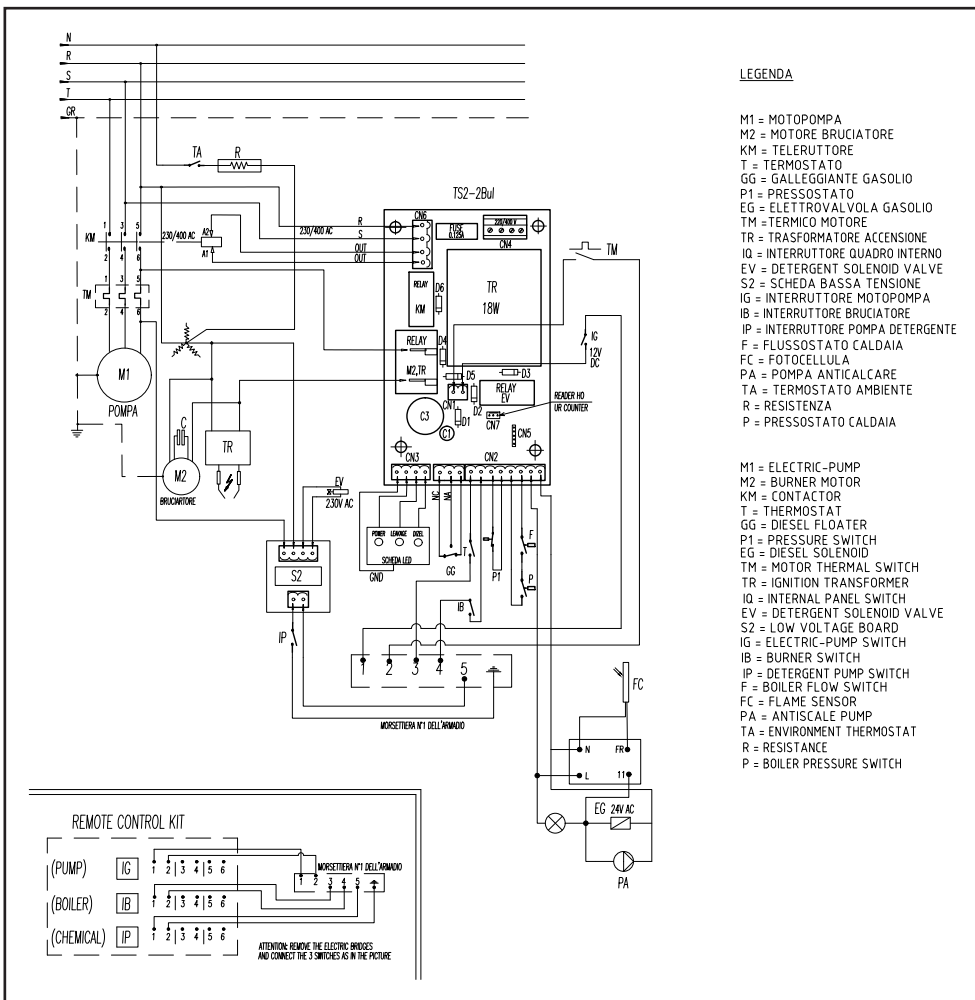 N
R
S
T
GR
LEGENDA
M1 = MOTOPOMPA
M2 = MOTORE BRUCIATORE
KM = TELERUTTORE
T = TERMOSTATO
GG = GALLEGGIANTE GASOLIO
P1 = PRESSOSTATO
EG = ELETTROVALVOLA GASOLIO
TM =TERMICO MOTORE
TR = TRASFORMATORE ACCENSIONE
IQ = INTERRUTTORE QUADRO INTERNO
EV = DETERGENT SOLENOID VALVE
S2 = SCHEDA BASSA TENSIONE
IG = INTERRUTTORE MOTOPOMPA
IB = INTERRUTTORE BRUCIATORE
IP = INTERRUTTORE POMPA DETERGENTE
F = FLUSSOSTATO CALDAIA
FC = FOTOCELLULA
PA = POMPA ANTICALCARE
TA = TERMOSTATO AMBIENTE
R = RESISTENZA
P = PRESSOSTATO CALDAIA
M1 = ELECTRIC-PUMP
M2 = BURNER MOTOR
KM = CONTACTOR
T = THERMOSTAT
GG = DIESEL FLOATER
P1 = PRESSURE SWITCH
EG = DIESEL SOLENOID
TM = MOTOR THERMAL SWITCH
TR = IGNITION TRANSFORMER
IQ = INTERNAL PANEL SWITCH
EV = DETERGENT SOLENOID VALVE
S2 = LOW VOLTAGE BOARD
IG = ELECTRIC-PUMP SWITCH
IB = BURNER SWITCH
IP = DETERGENT PUMP SWITCH
F = BOILER FLOW SWITCH
FC = FLAME SENSOR
PA = ANTISCALE PUMP
TA = ENVIRONMENT THERMOSTAT
R = RESISTANCE
P = BOILER PRESSURE SWITCH
TA R
TS2-2Bul
CN6
FUSE
0.125A
220/400 V
CN4
R
S
OUT
OUT
230/400 AC
230/400 AC
A2
A1
1 3 5
KM
2 4 6
1 3 5
TM
2 4 6
M1
POMPA
C
M2
BRUCIARTORE
TR
RELAY
KM
D6
TR
18W
RELAY
M2,TR
D4
D5
D3
CN1
D2
D1
RELAY
EV
CN7
CN5
C3
C1
CN3
CN2
TM
IG
12V
DC
READER HO
UR COUNTER
EV
230V AC
POWER LEAKAGE DIZEL
SCHEDA LED
GND
NC
NA
T
GG
P1
F
P
IB
S2
IP
1 2 3 4 5
MORSETTIERA N°1 DELL'ARMADIO
FC
N FR
L 11
EG 24V AC
PA
REMOTE CONTROL KIT
(PUMP) IG 1 2 3 4 5 6
(BOILER) IB 1 2 3 4 5 6
(CHEMICAL) IP 1 2 3 4 5 6
MORSETTIERA N°1 DELL'ARMADIO
1 2 3 4 5
ATTENTION: REMOVE THE ELECTRIC BRIDGES
AND CONNECT THE 3 SWITCHES AS IN THE PICTURE